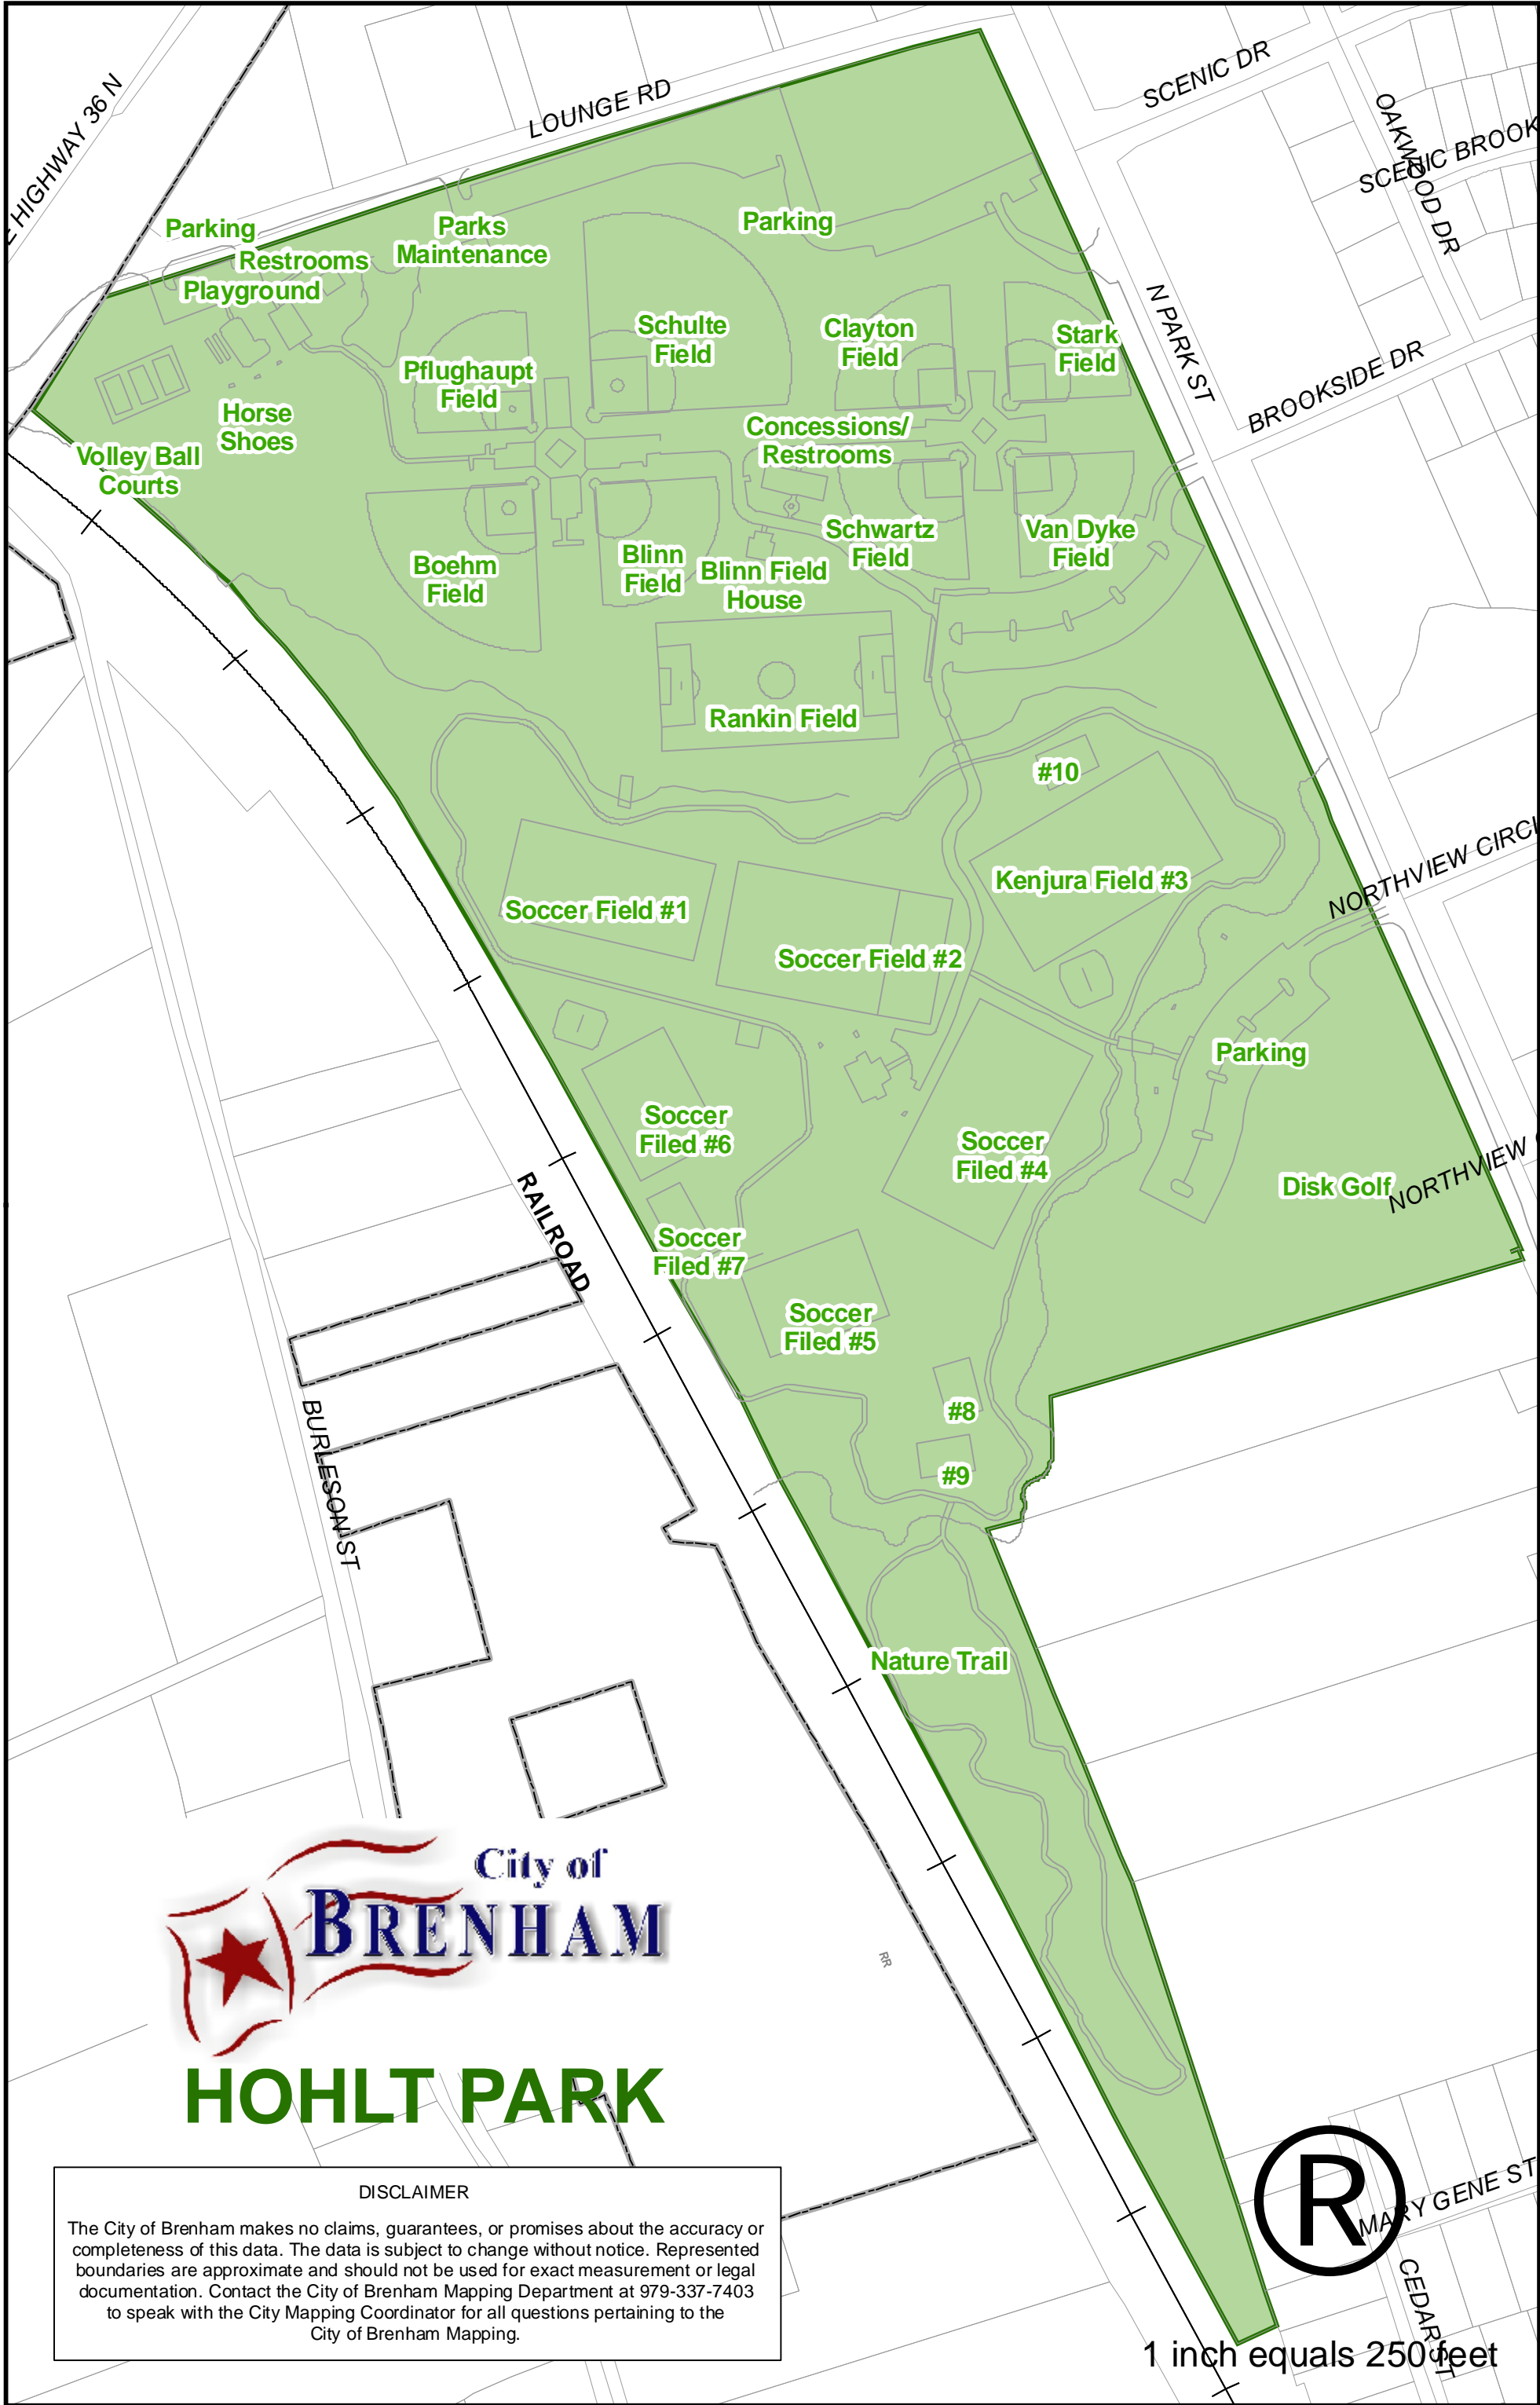 E HIGHWAY 36 N
LOUNGE RD
SCENIC DR
OAKWOOD DR
SCENIC BROOK
Parking
Restrooms
Playground
Parks
Maintenance
Parking
N PARK ST
BROOKSIDE DR
Schulte
Field
Clayton
Field
Stark
Field
Pflughaupt
Field
Horse
Shoes
Volley Ball
Courts
Concessions/
Restrooms
Boehm
Field
Blinn
Field
Blinn Field
House
Schwartz
Field
Van Dyke
Field
Rankin Field
#10
Kenjura Field #3
NORTHVIEW CIRC
Soccer Field #1
Soccer Field #2
Parking
Soccer
Filed #6
Soccer
Filed #4
Disk Golf
NORTHVIEW
RAILROAD
Soccer
Filed #7
Soccer
Filed #5
#8
#9
BURLESON ST
Nature Trail
City of
BRENHAM
RR
HOHLT PARK
®
MARY GENE ST
CEDAR ST
DISCLAIMER
The City of Brenham makes no claims, guarantees, or promises about the accuracy or
completeness of this data. The data is subject to change without notice. Represented
boundaries are approximate and should not be used for exact measurement or legal
documentation. Contact the City of Brenham Mapping Department at 979-337-7403
to speak with the City Mapping Coordinator for all questions pertaining to the
City of Brenham Mapping.
1 inch equals 250 feet